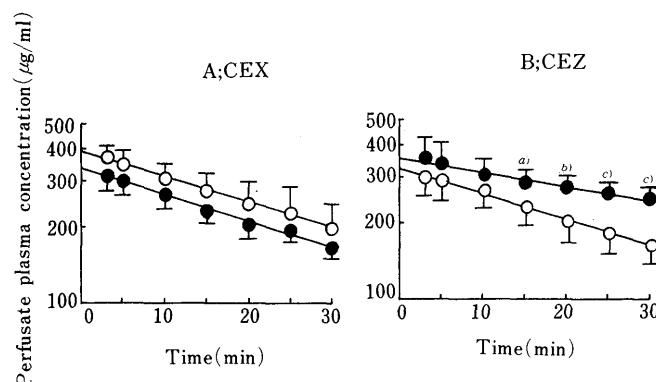 A;CEX
B;CEZ
Perfusate plasma concentration(μg/ml)
500
400
300
200
100
0
10
20
30
Time(min)
500
400
300
200
100
a)
b)
c)
c)
0
10
20
30
Time(min)